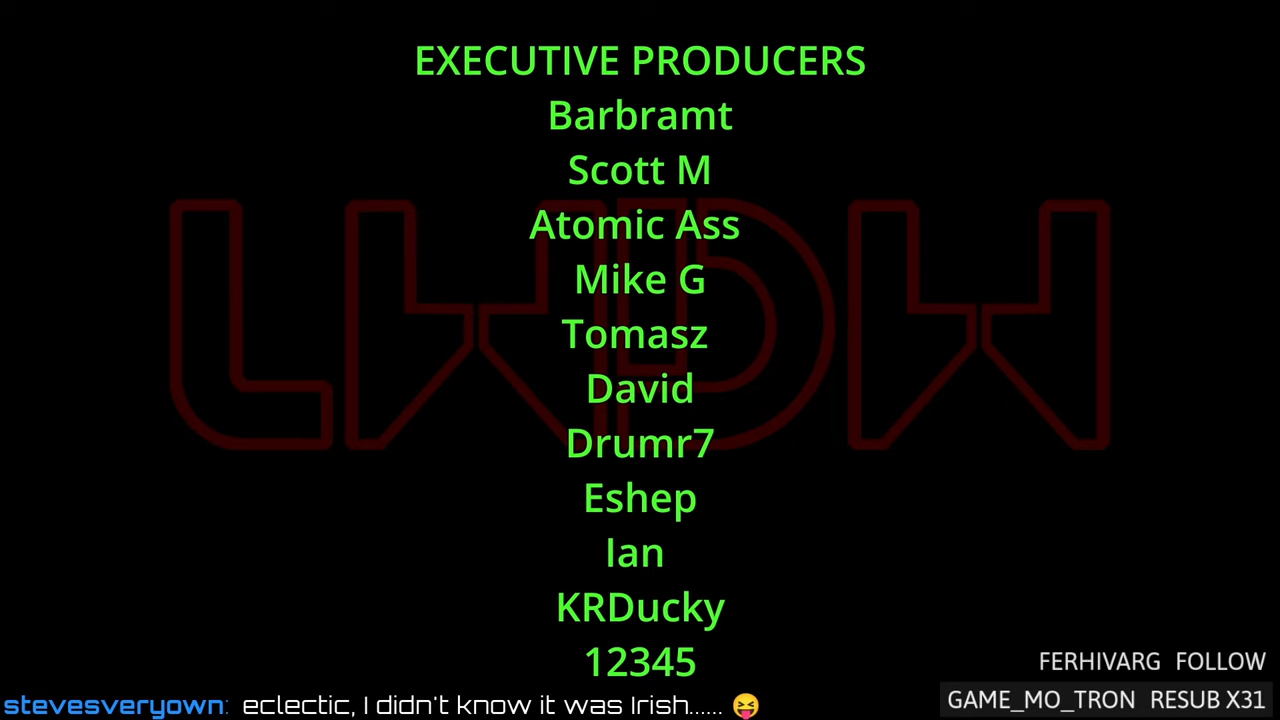 EXECUTIVE PRODUCERS
Barbramt
Scott M
Atomic Ass
Mike G
Tomasz
David
Drumr7
Eshep
Ian
KRDucky
12345
FERHIVARG FOLLOW
GAME_MO_TRON RESUB X31
stevesveryown: eclectic, I didn't know it was Irish...... 😝